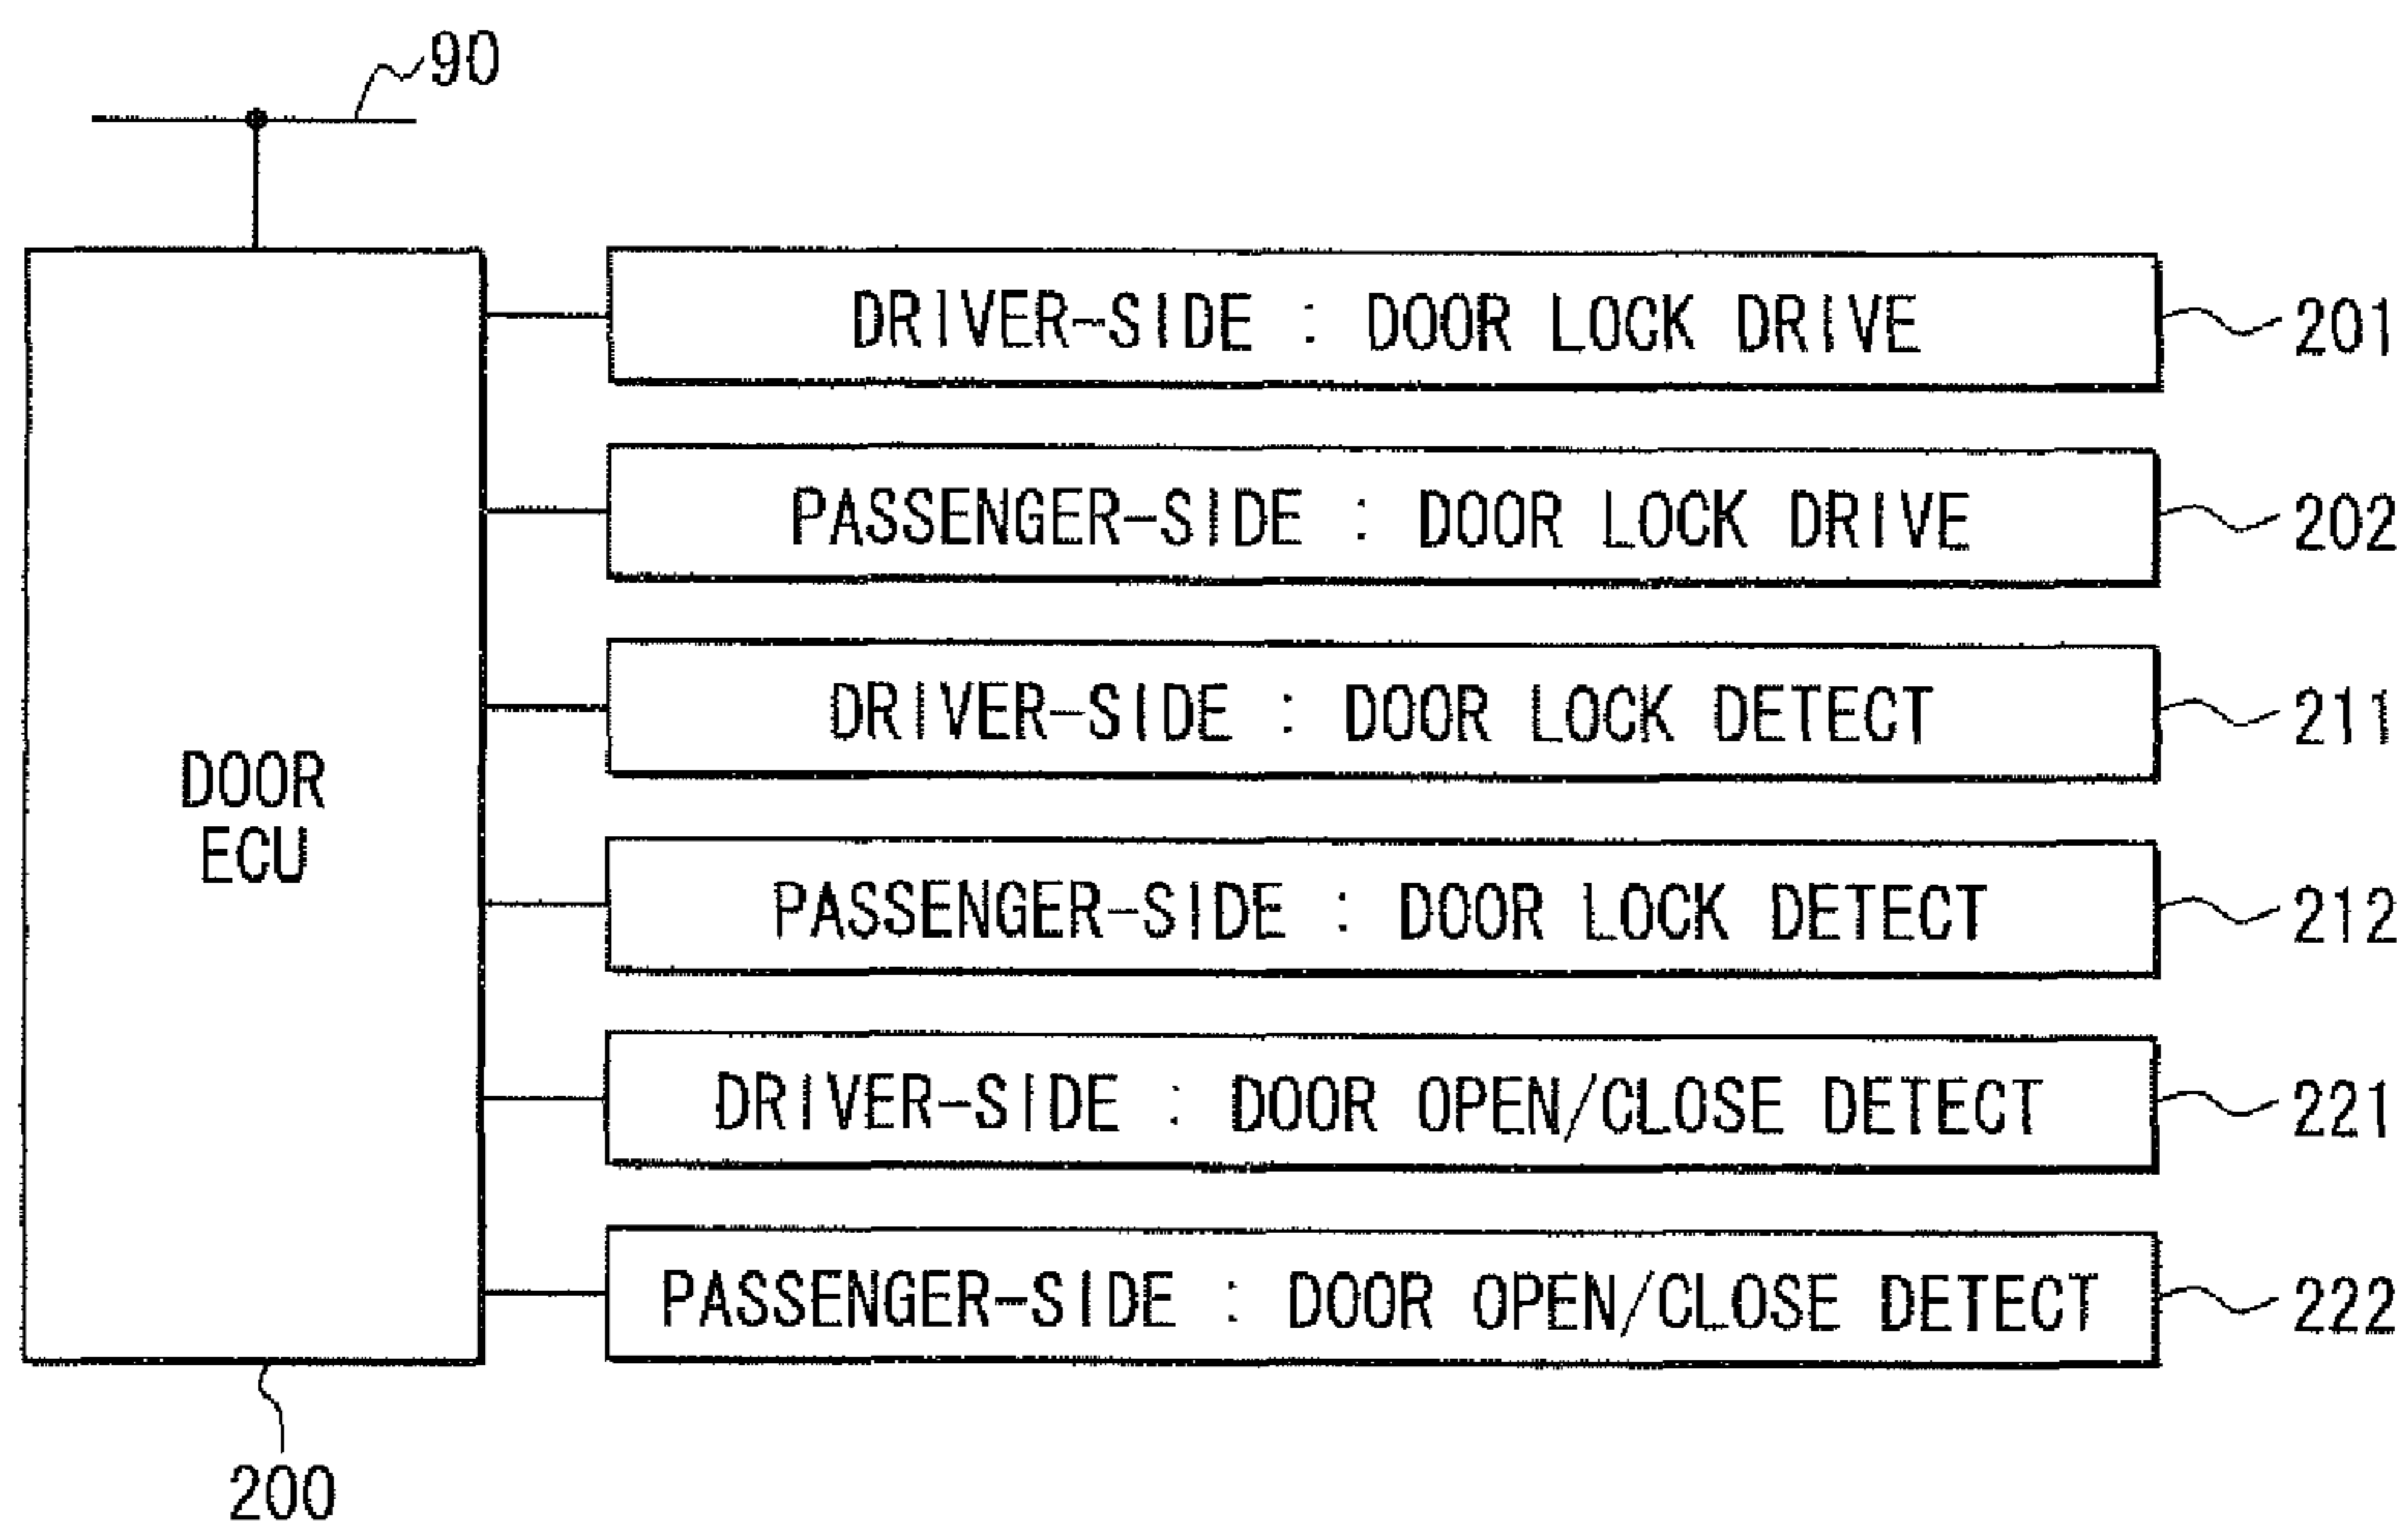 90
DRIVER-SIDE : DOOR LOCK DRIVE
201
PASSENGER-SIDE : DOOR LOCK DRIVE
202
DRIVER-SIDE : DOOR LOCK DETECT
211
DOOR
ECU
PASSENGER-SIDE : DOOR LOCK DETECT
212
DRIVER-SIDE : DOOR OPEN/CLOSE DETECT
221
PASSENGER-SIDE : DOOR OPEN/CLOSE DETECT
222
200